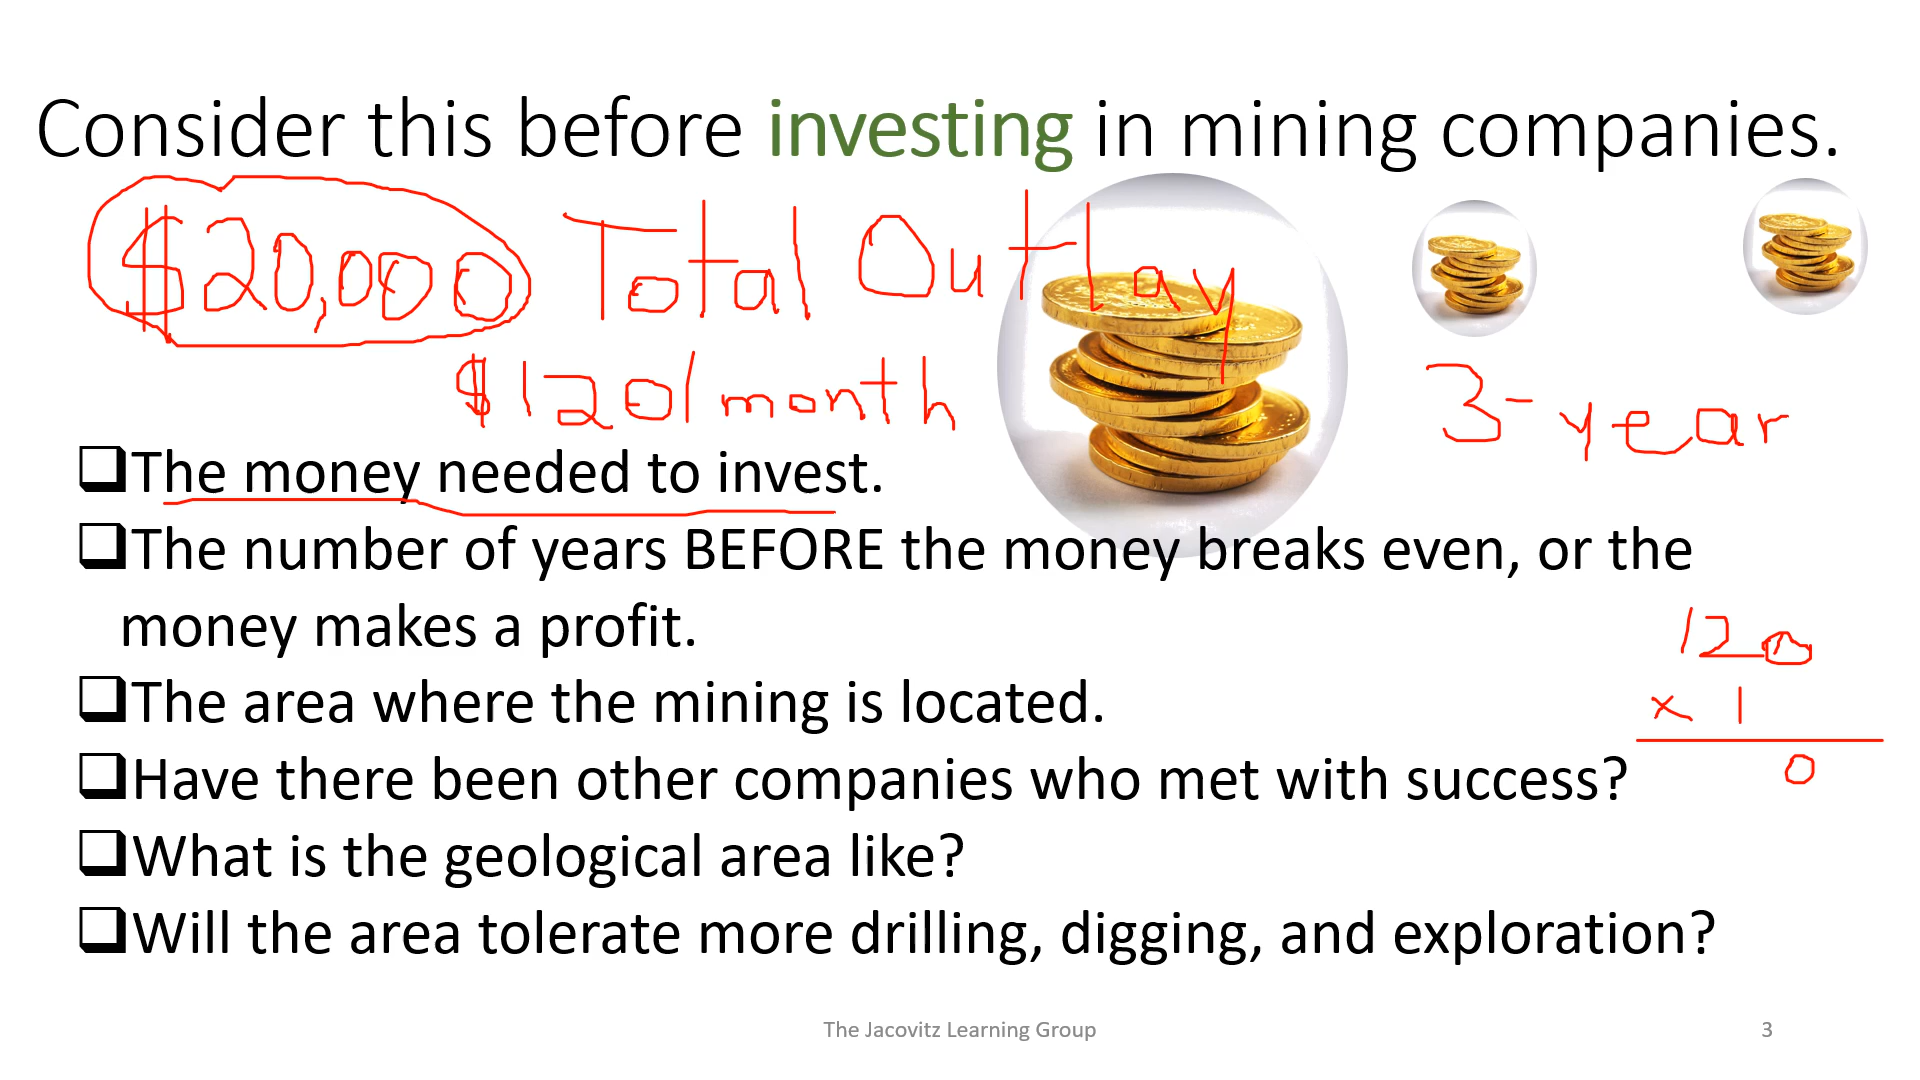 Consider this before investing in mining companies.
$20,000 Total Outlay
$120/month
3-year
❑The money needed to invest.
❑The number of years BEFORE the money breaks even, or the
money makes a profit.
120
x 1
0
❑The area where the mining is located.
❑Have there been other companies who met with success?
❑What is the geological area like?
❑Will the area tolerate more drilling, digging, and exploration?
The Jacovitz Learning Group
3